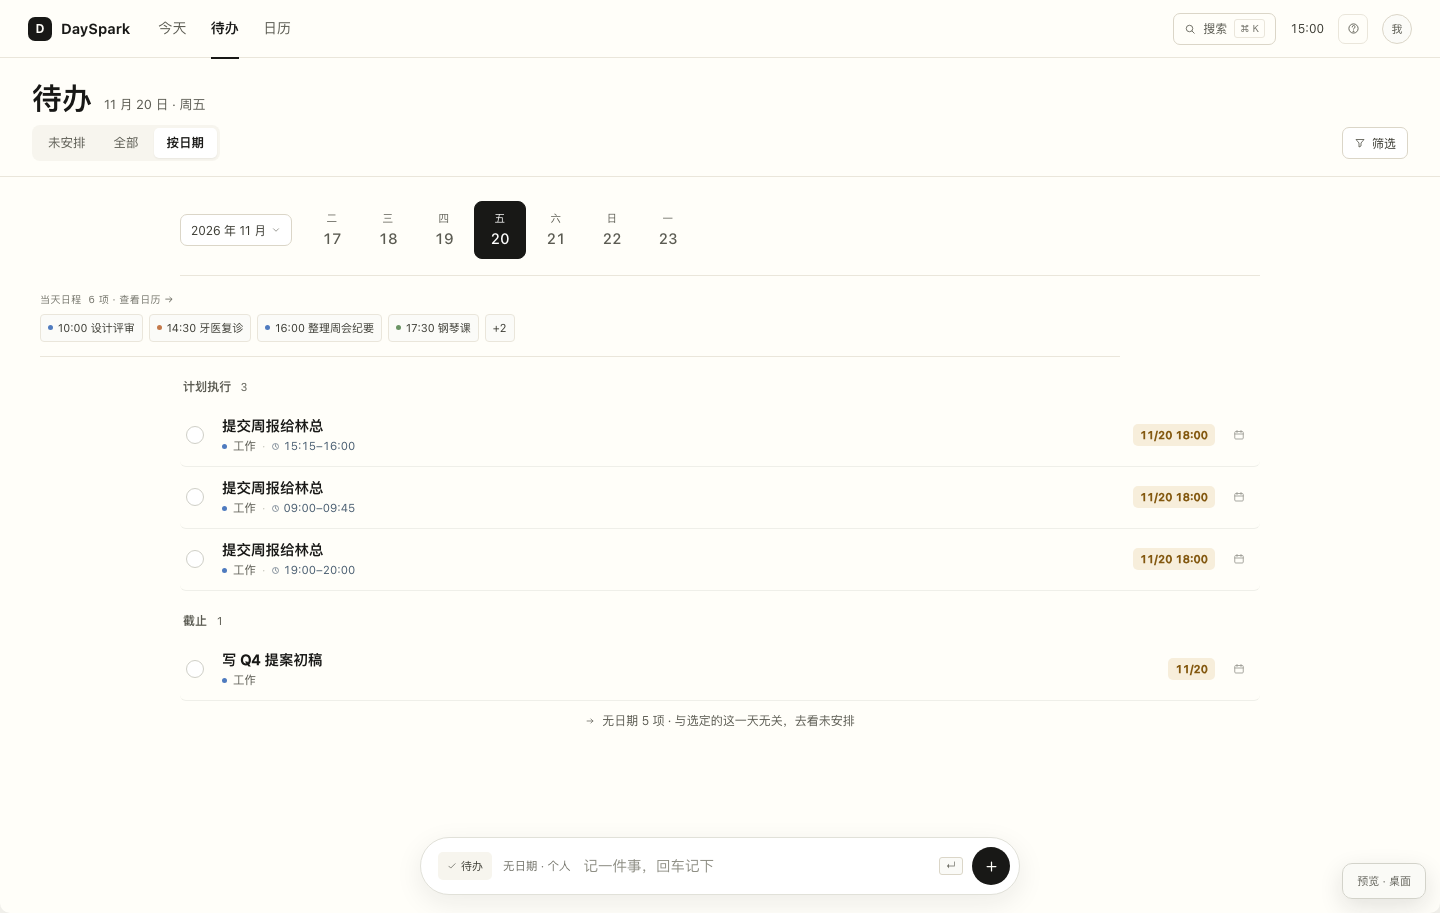 D DaySpark 今天 待办 日历 搜索 ⌘ K 15:00 我
待办 11 月 20 日 · 周五
未安排 全部 按日期 筛选
2026 年 11 月
二 三 四 五 六 日 一
17 18 19 20 21 22 23
当天日程 6 项 · 查看日历 →
10:00 设计评审 14:30 牙医复诊 16:00 整理周会纪要 17:30 钢琴课 +2
计划执行 3
提交周报给林总
工作 · 15:15–16:00
11/20 18:00
提交周报给林总
工作 · 09:00–09:45
11/20 18:00
提交周报给林总
工作 · 19:00–20:00
11/20 18:00
截止 1
写 Q4 提案初稿
工作
11/20
→ 无日期 5 项 · 与选定的这一天无关，去看未安排
待办 无日期 · 个人 记一件事，回车记下
预览 · 桌面